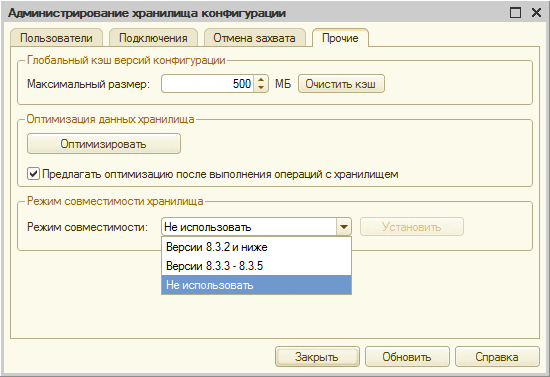 Администрирование хранилища конфигурации
Пользователи Подключения Отмена захвата Прочие
Глобальный кэш версий конфигурации
Максимальный размер: 500 МБ Очистить кэш
Оптимизация данных хранилища
Оптимизировать
Предлагать оптимизацию после выполнения операций с хранилищем
Режим совместимости хранилища
Режим совместимости: Не использовать Установить
Версии 8.3.2 и ниже
Версии 8.3.3 - 8.3.5
Не использовать
Закрыть Обновить Справка